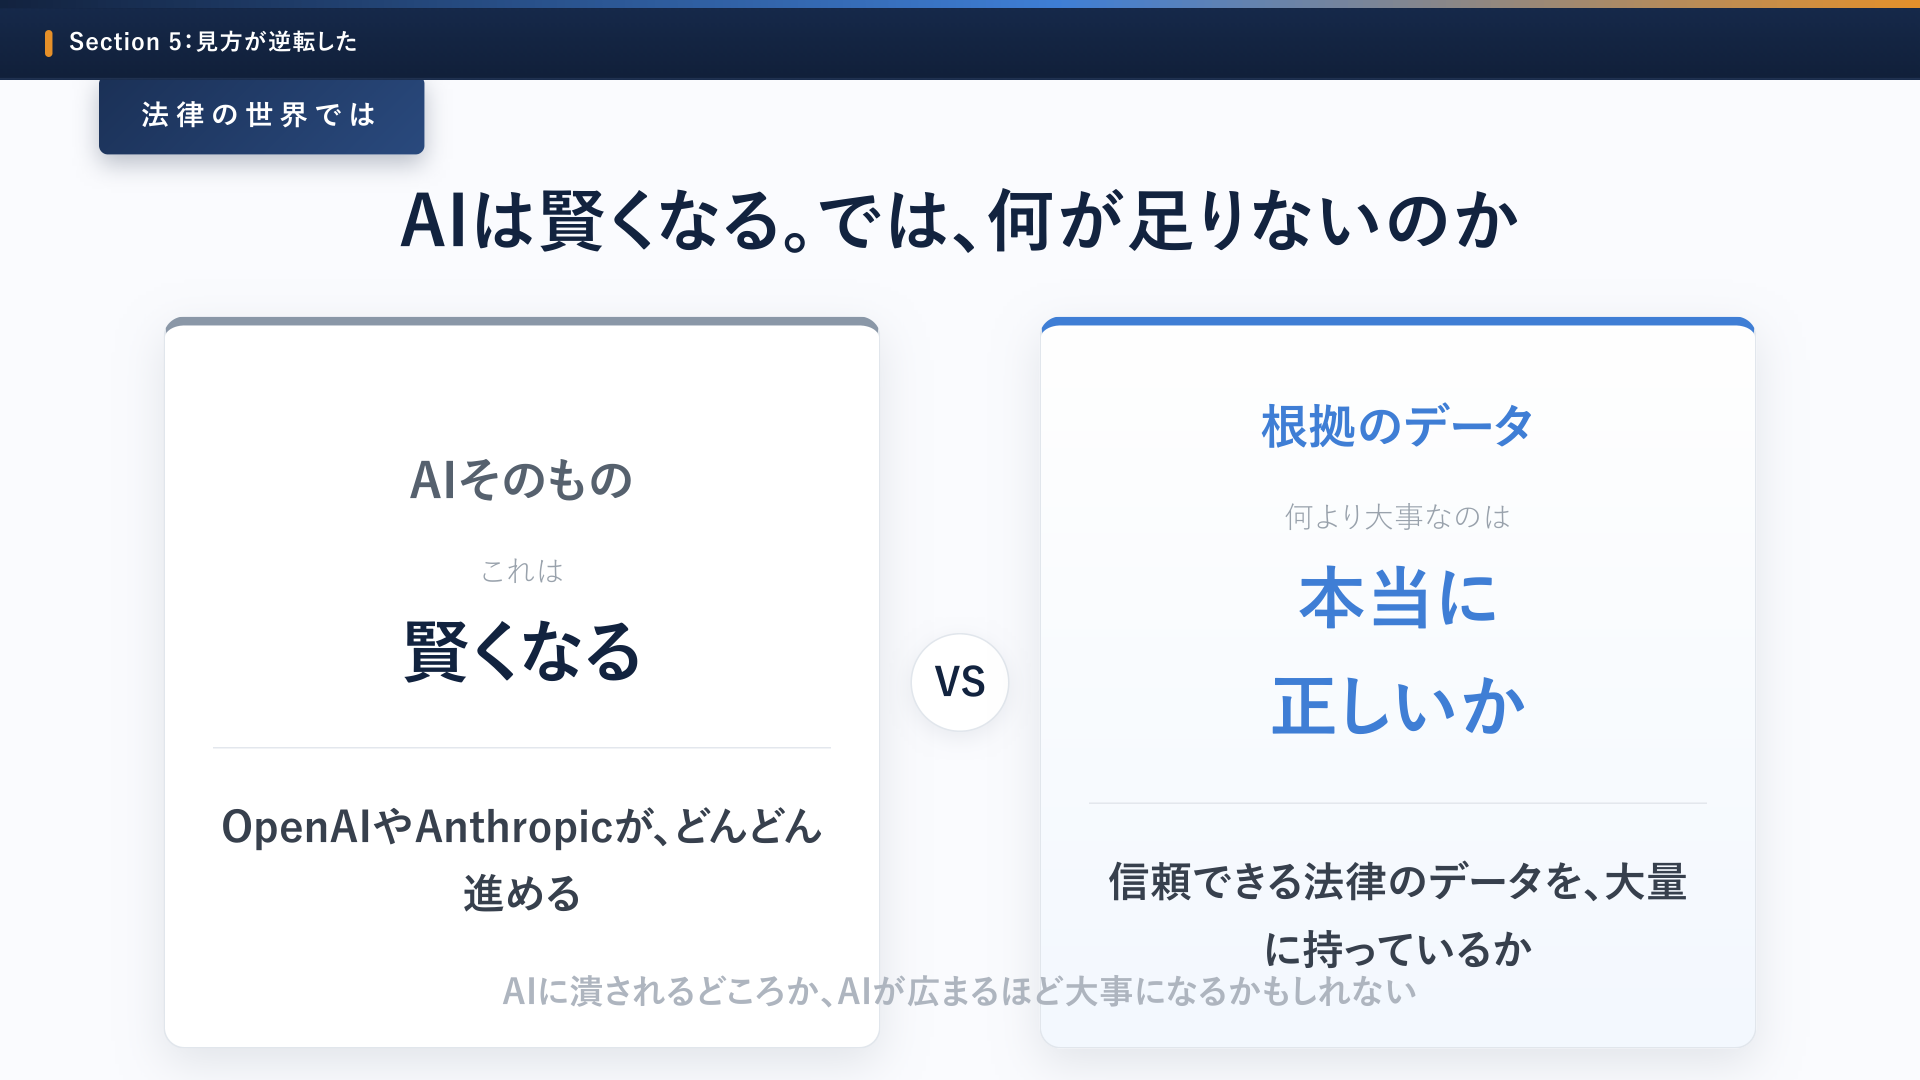 Section 5：見方が逆転した
法律の世界では
AIは賢くなる。では、何が足りないのか
AIそのもの
これは
賢くなる
OpenAIやAnthropicが、どんどん
進める
VS
根拠のデータ
何より大事なのは
本当に
正しいか
信頼できる法律のデータを、大量
に持っているか
AIに潰されるどころか、AIが広まるほど大事になるかもしれない